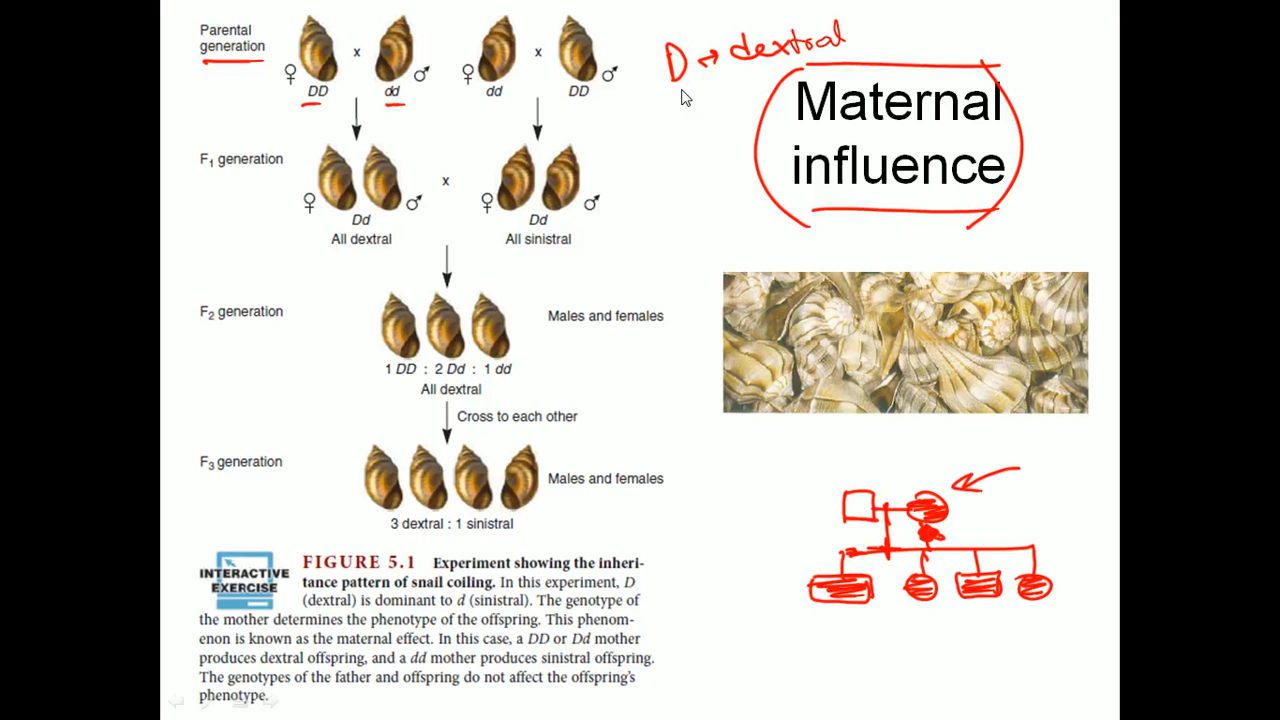 Parental
generation
x
x
♀ DD
dd ♂
♀ dd
DD ♂
F1 generation
x
♀ ♂
♀ ♂
Dd
Dd
All dextral
All sinistral
F2 generation
Males and females
1 DD : 2 Dd : 1 dd
All dextral
Cross to each other
F3 generation
Males and females
3 dextral : 1 sinistral
INTERACTIVE
EXERCISE
FIGURE 5.1 Experiment showing the inheri-
tance pattern of snail coiling. In this experiment, D
(dextral) is dominant to d (sinistral). The genotype of
the mother determines the phenotype of the offspring. This phenom-
enon is known as the maternal effect. In this case, a DD or Dd mother
produces dextral offspring, and a dd mother produces sinistral offspring.
The genotypes of the father and offspring do not affect the offspring's
phenotype.
D ↔ dextral
Maternal
influence